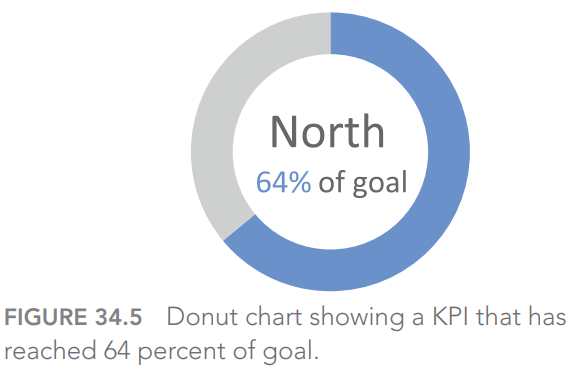 North
64% of goal
FIGURE 34.5 Donut chart showing a KPI that has
reached 64 percent of goal.